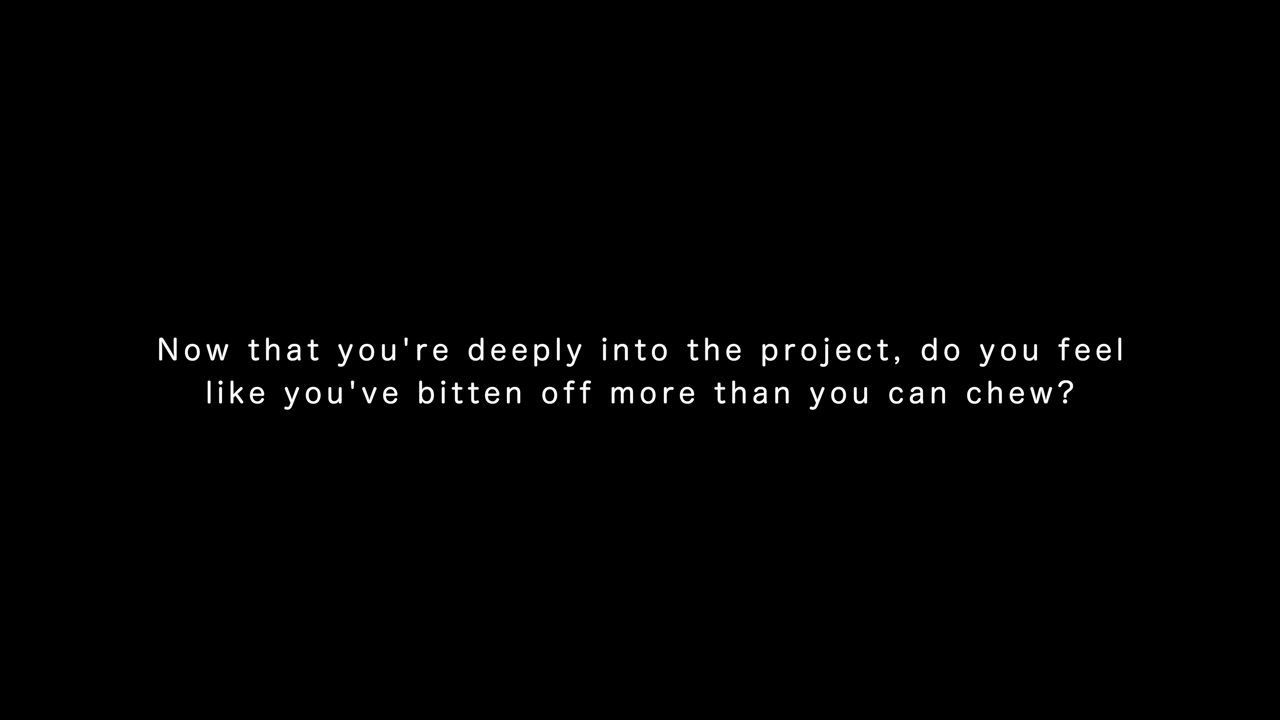 Now that you're deeply into the project, do you feel
like you've bitten off more than you can chew?